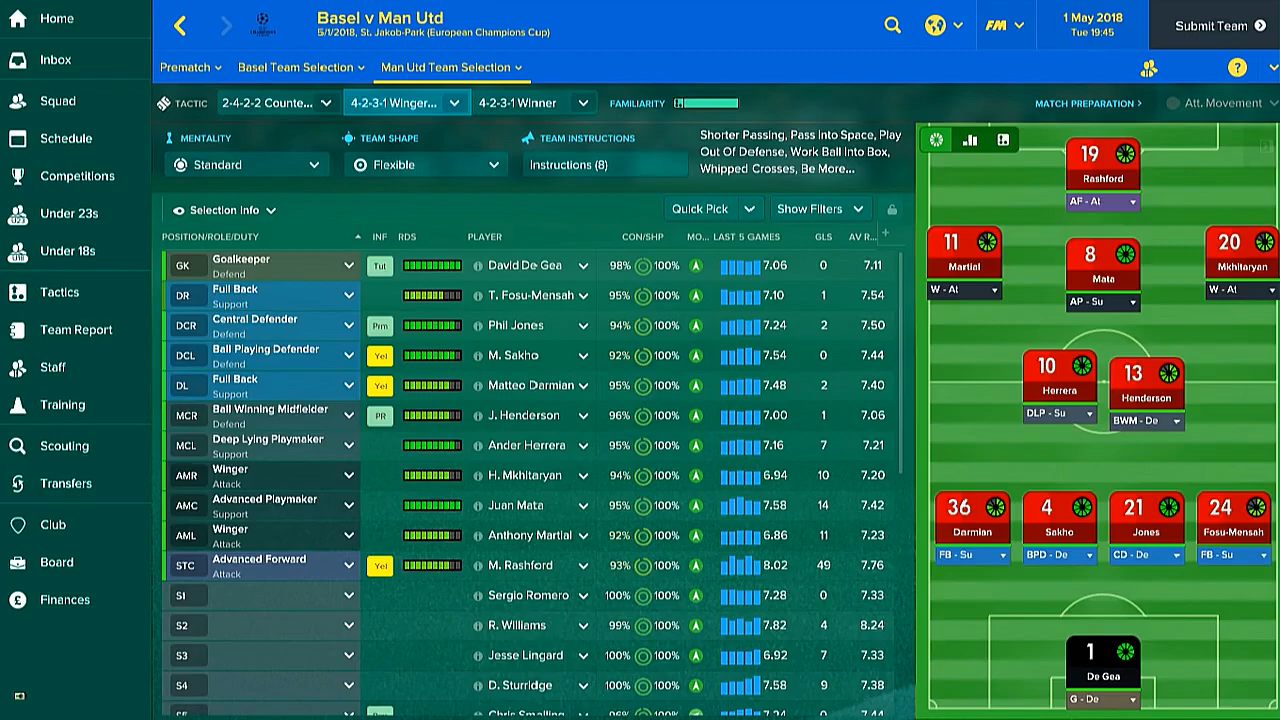 Home
Inbox
Squad
Schedule
Competitions
Under 23s
Under 18s
Tactics
Team Report
Staff
Training
Scouting
Transfers
Club
Board
Finances
Basel v Man Utd
5/1/2018, St. Jakob-Park (European Champions Cup)
FM
1 May 2018
Tue 19:45
Submit Team
Prematch Basel Team Selection Man Utd Team Selection
?
TACTIC 2-4-2-2 Counte... 4-2-3-1 Winger... 4-2-3-1 Winner FAMILIARITY MATCH PREPARATION > Att. Movement
MENTALITY TEAM SHAPE TEAM INSTRUCTIONS
Standard Flexible Instructions (8)
Shorter Passing, Pass Into Space, Play
Out Of Defense, Work Ball Into Box,
Whipped Crosses, Be More...
Selection Info Quick Pick Show Filters
POSITION/ROLE/DUTY INF RDS PLAYER CON/SHP MO... LAST 5 GAMES GLS AV R...
GK Goalkeeper Defend Tut David De Gea 98% 100% 7.06 0 7.11
DR Full Back Support T. Fosu-Mensah 95% 100% 7.10 1 7.54
DCR Central Defender Defend Prm Phil Jones 94% 100% 7.24 2 7.50
DCL Ball Playing Defender Defend Yel M. Sakho 92% 100% 7.54 0 7.44
DL Full Back Support Yel Matteo Darmian 95% 100% 7.48 2 7.40
MCR Ball Winning Midfielder Defend PR J. Henderson 96% 100% 7.00 1 7.06
MCL Deep Lying Playmaker Support Ander Herrera 95% 100% 7.16 7 7.21
AMR Winger Attack H. Mkhitaryan 94% 100% 6.94 10 7.20
AMC Advanced Playmaker Support Juan Mata 95% 100% 7.58 14 7.42
AML Winger Attack Anthony Martial 92% 100% 6.86 11 7.23
STC Advanced Forward Attack Yel M. Rashford 93% 100% 8.02 49 7.76
S1 Sergio Romero 100% 100% 7.28 0 7.33
S2 R. Williams 99% 100% 7.82 4 8.24
S3 Jesse Lingard 100% 100% 6.92 7 7.33
S4 D. Sturridge 100% 100% 7.58 9 7.38
Chris Smalling
19
Rashford
AF - At
11
Martial
W - At
8
Mata
AP - Su
20
Mkhitaryan
W - At
10
Herrera
DLP - Su
13
Henderson
BWM - De
36
Darmian
FB - Su
4
Sakho
BPD - De
21
Jones
CD - De
24
Fosu-Mensah
FB - Su
1
De Gea
G - De